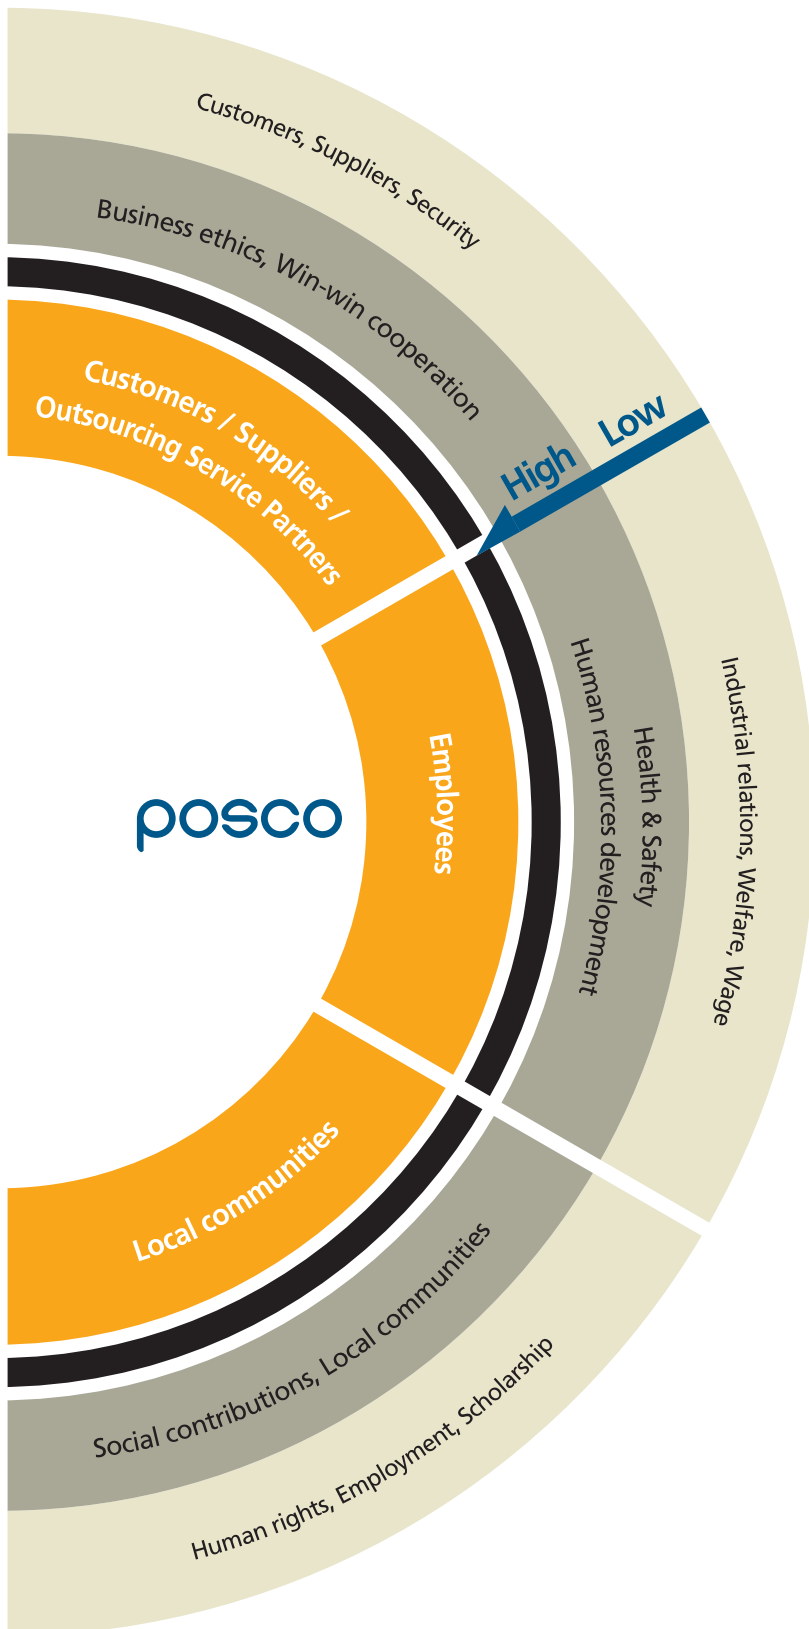 Customers, Suppliers, Security
Business ethics, Win-win cooperation
Customers / Suppliers /
Outsourcing Service Partners
Low
High
Employees
Health & Safety
Human resources development
Industrial relations, Welfare, Wage
posco
Local communities
Social contributions, Local communities
Human rights, Employment, Scholarship